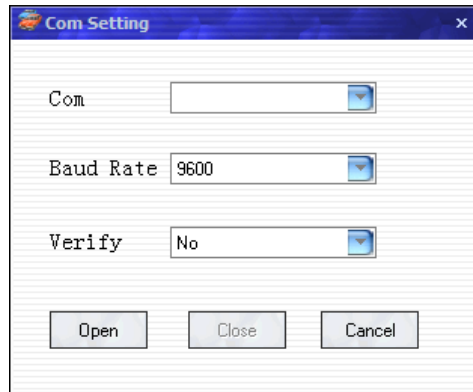 Com Setting
Com
Baud Rate 9600
Verify No
Open Close Cancel